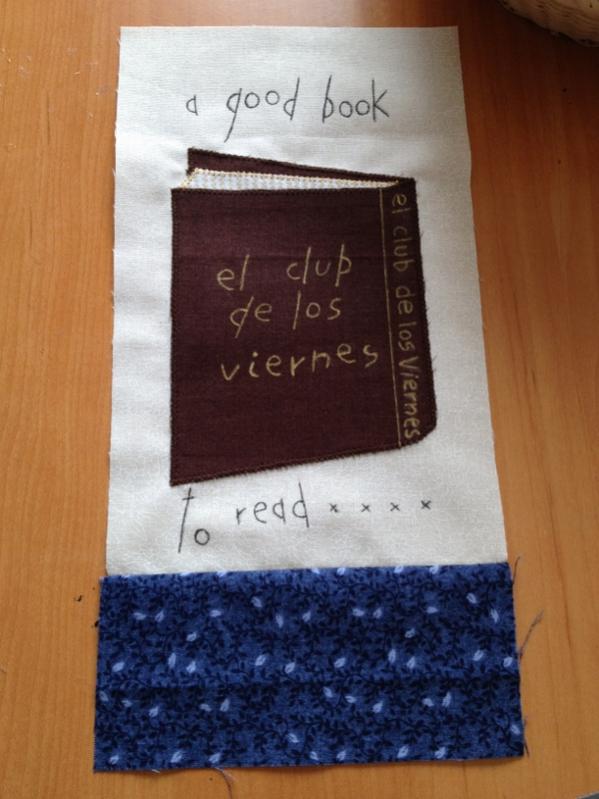 a good book
el club
de los
viernes
el club de los Viernes
to read x x x x